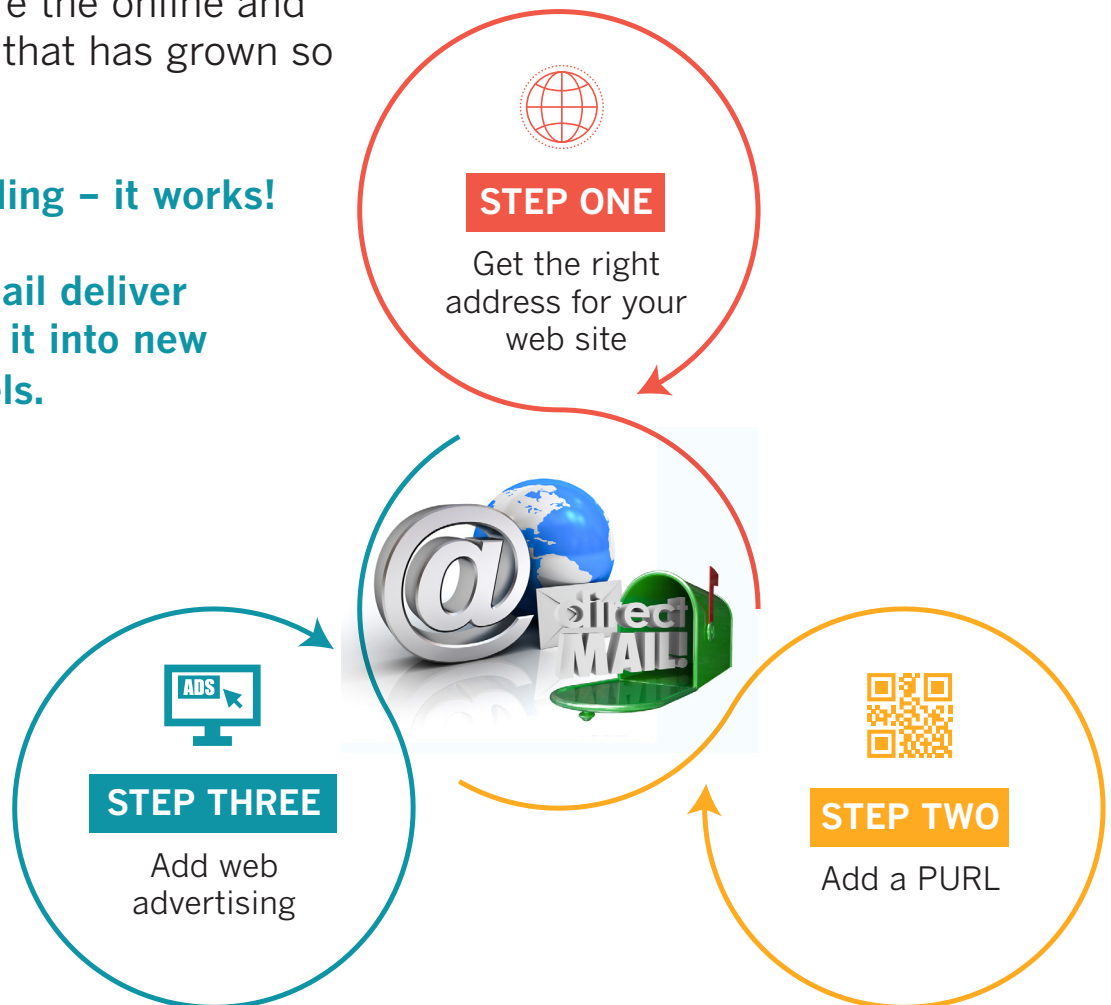 e the online and
that has grown so
ling – it works!
ail deliver
it into new
els.
STEP ONE
Get the right
address for your
web site
@
direct
MAIL!
ADS
STEP THREE
Add web
advertising
STEP TWO
Add a PURL